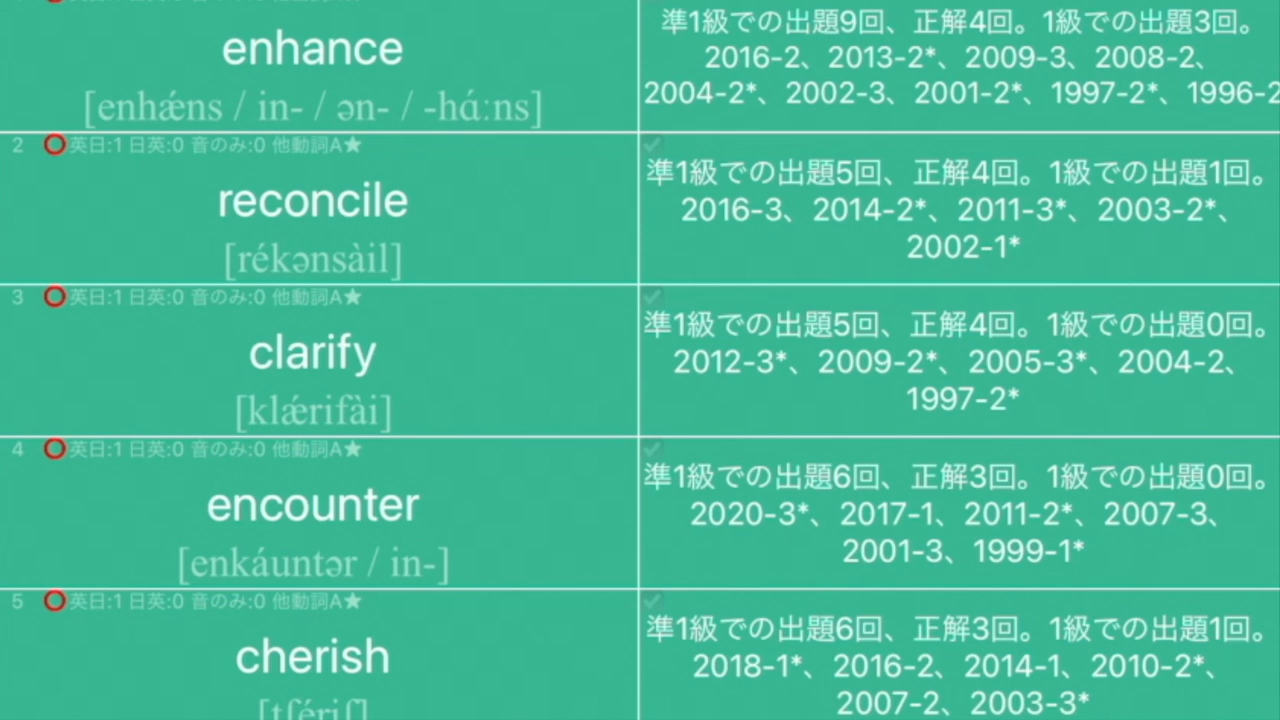 enhance
[enhǽns / in- / ən- / -hɑ́ːns]
準1級での出題9回、正解4回。1級での出題3回。
2016-2、2013-2*、2009-3、2008-2、
2004-2*、2002-3、2001-2*、1997-2*、1996-2
2 ⭕英日:1 日英:0 音のみ:0 他動詞A★
reconcile
[rékənsàil]
準1級での出題5回、正解4回。1級での出題1回。
2016-3、2014-2*、2011-3*、2003-2*、
2002-1*
3 ⭕英日:1 日英:0 音のみ:0 他動詞A★
clarify
[klǽrifài]
準1級での出題5回、正解4回。1級での出題0回。
2012-3*、2009-2*、2005-3*、2004-2、
1997-2*
4 ⭕英日:1 日英:0 音のみ:0 他動詞A★
encounter
[enkáuntər / in-]
準1級での出題6回、正解3回。1級での出題0回。
2020-3*、2017-1、2011-2*、2007-3、
2001-3、1999-1*
5 ⭕英日:1 日英:0 音のみ:0 他動詞A★
cherish
[tʃériʃ]
準1級での出題6回、正解3回。1級での出題1回。
2018-1*、2016-2、2014-1、2010-2*、
2007-2、2003-3*